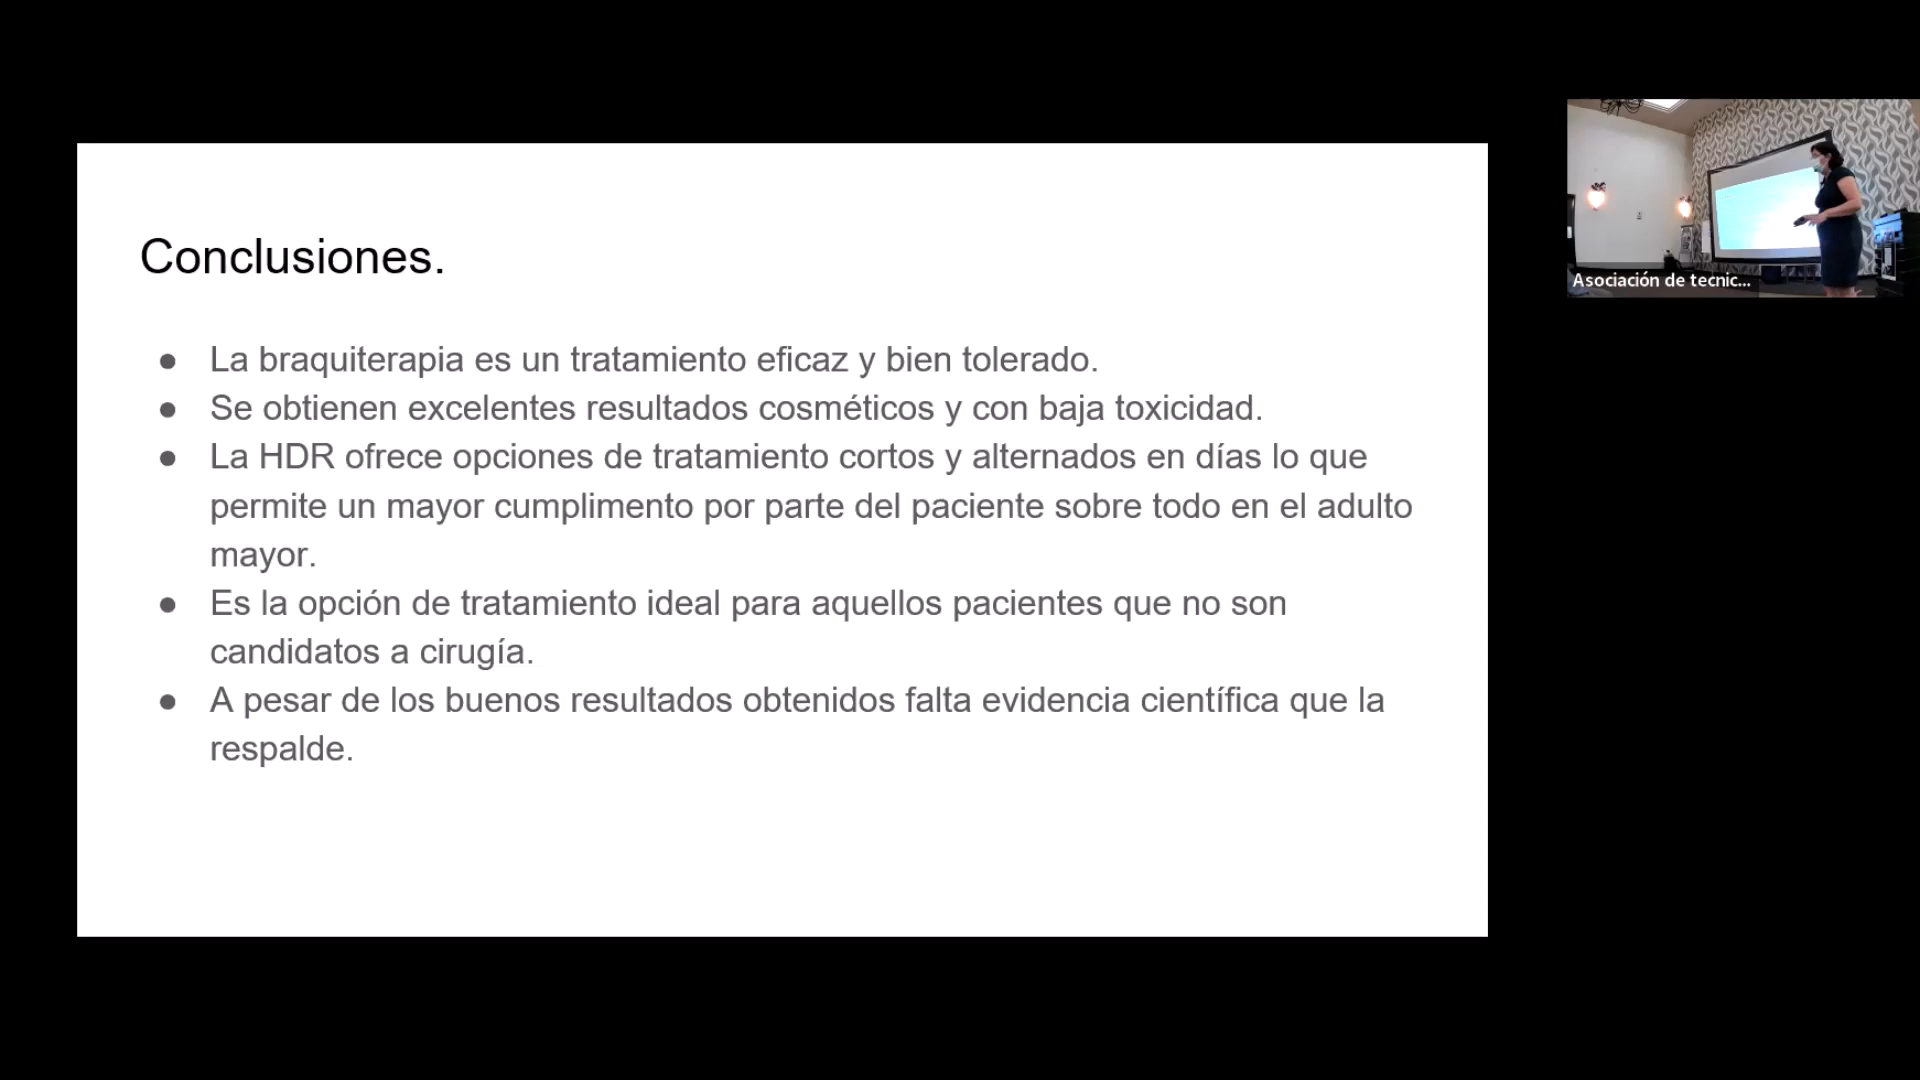 Conclusiones.
● La braquiterapia es un tratamiento eficaz y bien tolerado.
● Se obtienen excelentes resultados cosméticos y con baja toxicidad.
● La HDR ofrece opciones de tratamiento cortos y alternados en días lo que
permite un mayor cumplimento por parte del paciente sobre todo en el adulto
mayor.
● Es la opción de tratamiento ideal para aquellos pacientes que no son
candidatos a cirugía.
● A pesar de los buenos resultados obtenidos falta evidencia científica que la
respalde.
Asociación de tecnic...